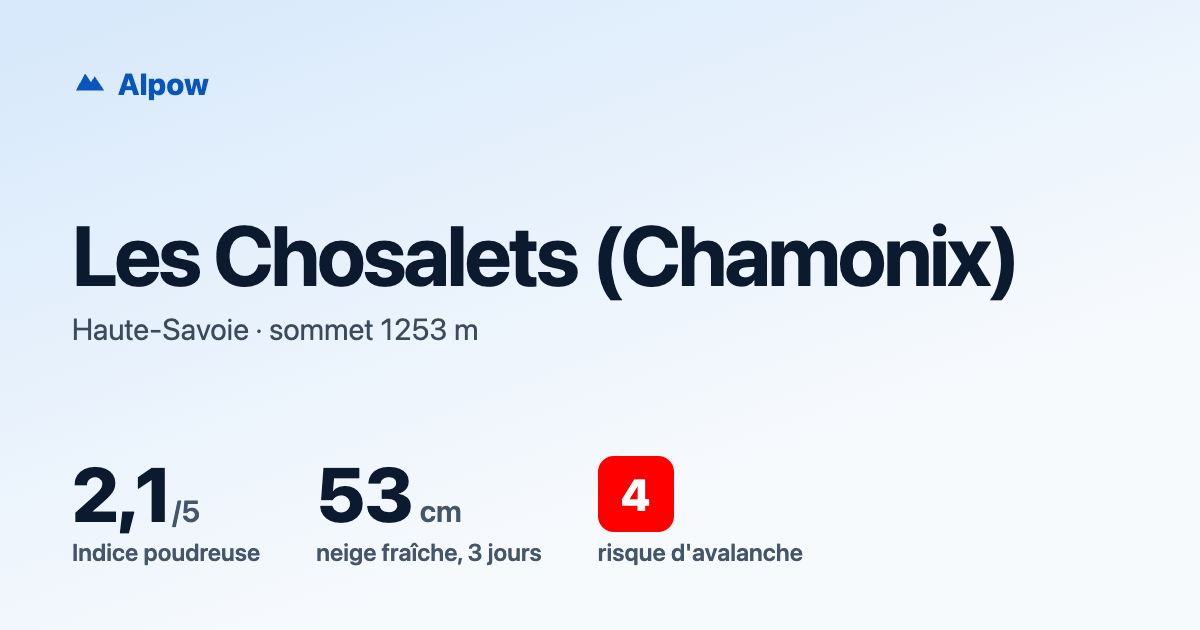 Alpow
Les Chosalets (Chamonix)
Haute-Savoie · sommet 1253 m
2,1/5
Indice poudreuse
53 cm
neige fraîche, 3 jours
4
risque d'avalanche